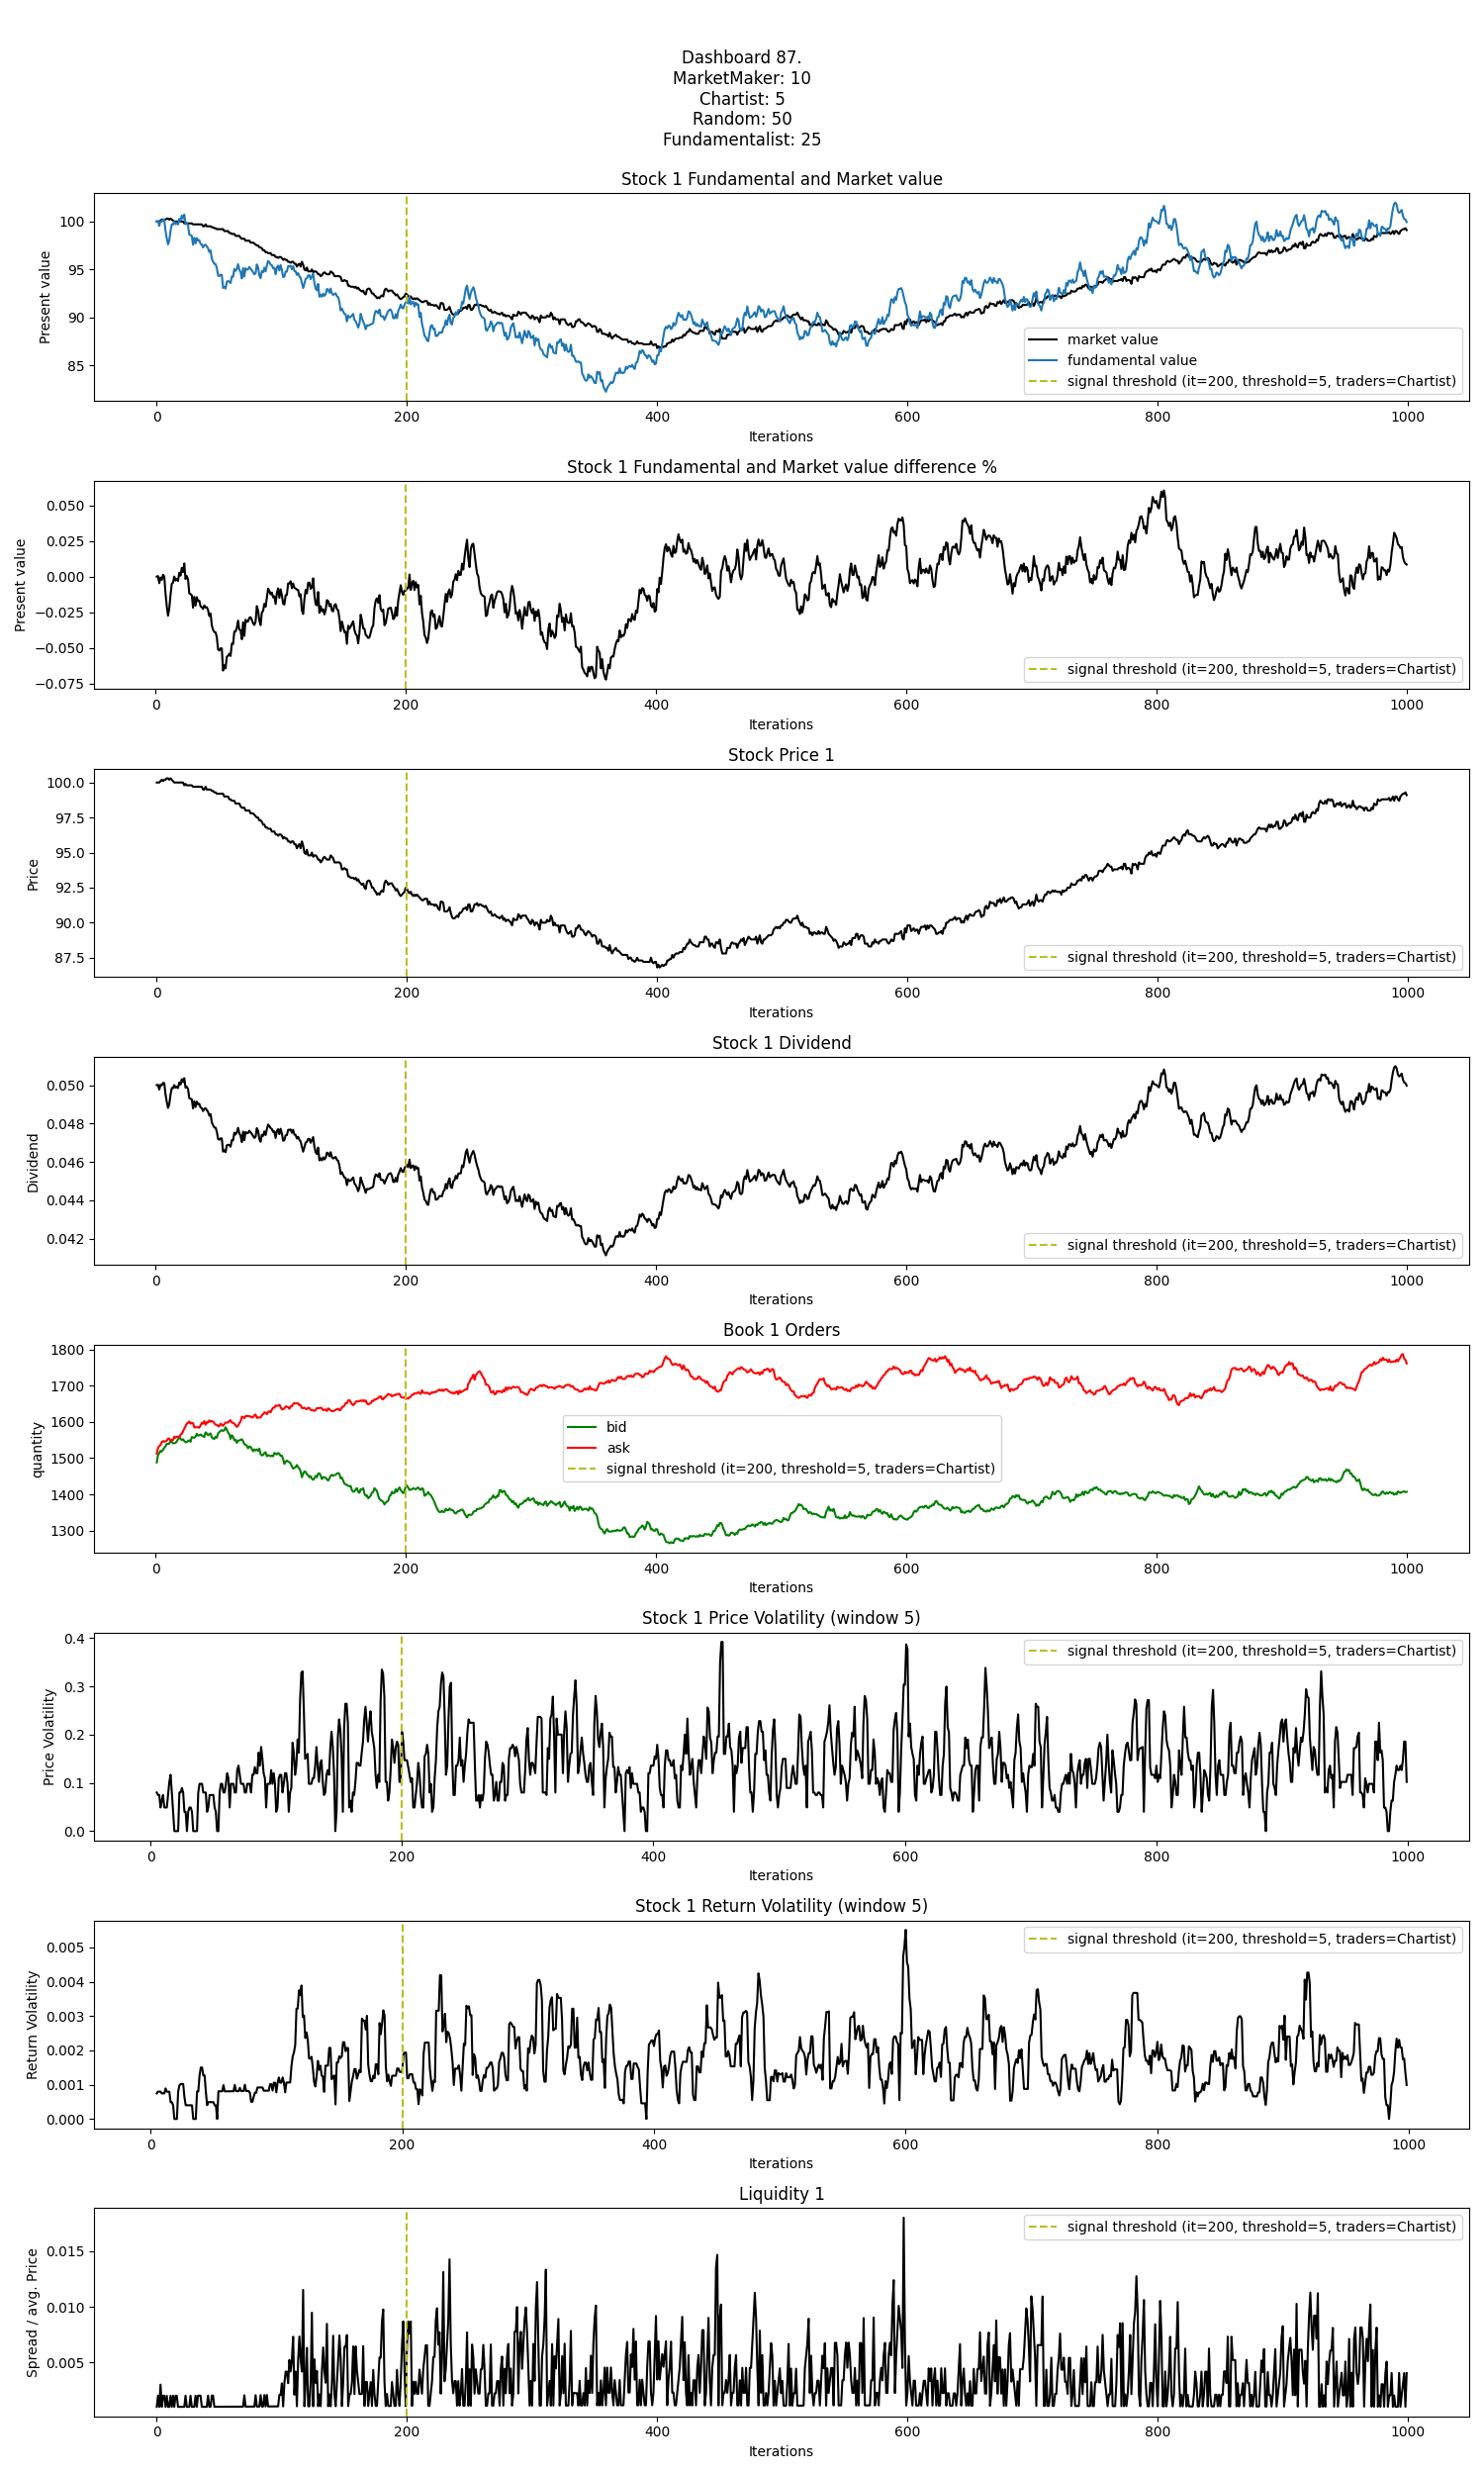 Dashboard 87.
MarketMaker: 10
Chartist: 5
Random: 50
Fundamentalist: 25
Stock 1 Fundamental and Market value
Present value
100
95
90
85
market value
fundamental value
signal threshold (it=200, threshold=5, traders=Chartist)
0 200 400 600 800 1000
Iterations
Stock 1 Fundamental and Market value difference %
Present value
0.050
0.025
0.000
−0.025
−0.050
−0.075
signal threshold (it=200, threshold=5, traders=Chartist)
0 200 400 600 800 1000
Iterations
Stock Price 1
Price
100.0
97.5
95.0
92.5
90.0
87.5
signal threshold (it=200, threshold=5, traders=Chartist)
0 200 400 600 800 1000
Iterations
Stock 1 Dividend
Dividend
0.050
0.048
0.046
0.044
0.042
signal threshold (it=200, threshold=5, traders=Chartist)
0 200 400 600 800 1000
Iterations
Book 1 Orders
quantity
1800
1700
1600
1500
1400
1300
bid
ask
signal threshold (it=200, threshold=5, traders=Chartist)
0 200 400 600 800 1000
Iterations
Stock 1 Price Volatility (window 5)
Price Volatility
0.4
0.3
0.2
0.1
0.0
signal threshold (it=200, threshold=5, traders=Chartist)
0 200 400 600 800 1000
Iterations
Stock 1 Return Volatility (window 5)
Return Volatility
0.005
0.004
0.003
0.002
0.001
0.000
signal threshold (it=200, threshold=5, traders=Chartist)
0 200 400 600 800 1000
Iterations
Liquidity 1
Spread / avg. Price
0.015
0.010
0.005
signal threshold (it=200, threshold=5, traders=Chartist)
0 200 400 600 800 1000
Iterations